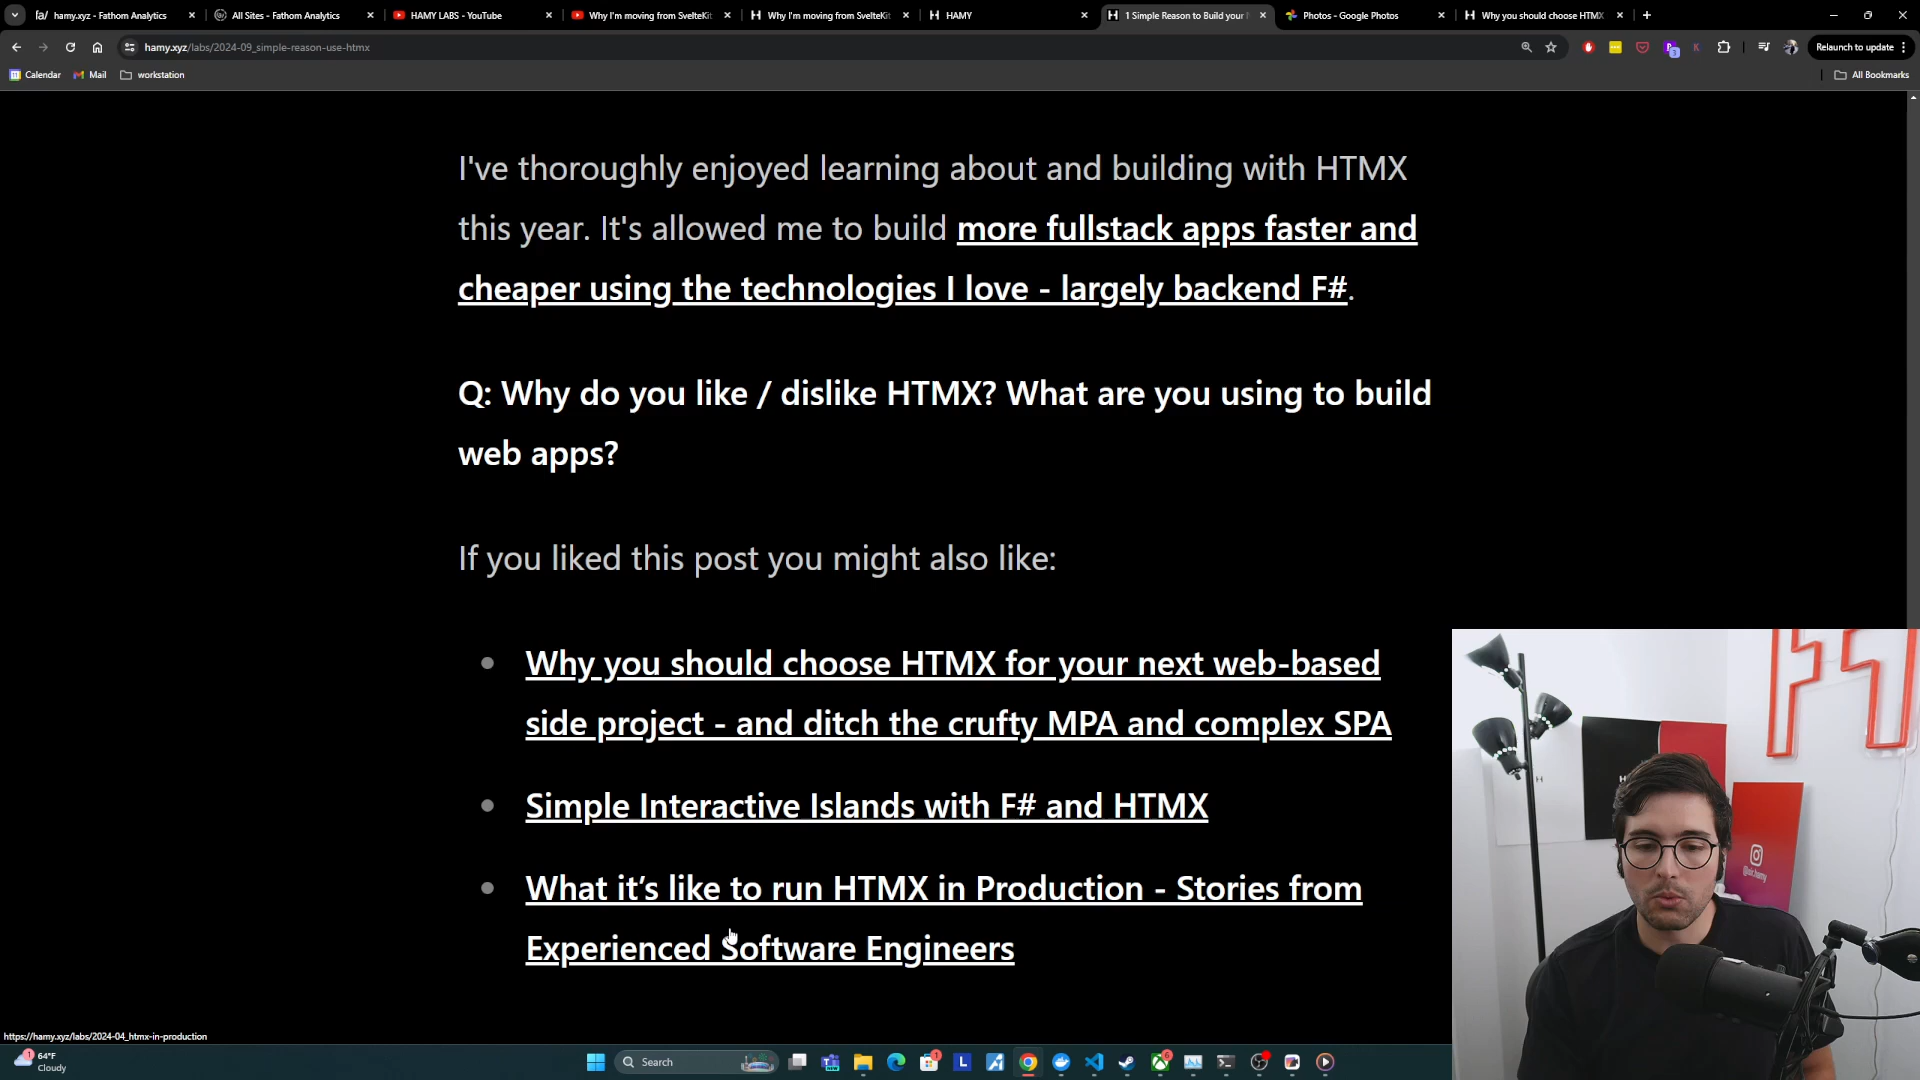 hamy.xyz - Fathom Analytics
All Sites - Fathom Analytics
HAMY LABS - YouTube
Why I'm moving from SvelteKit
Why I'm moving from SvelteKit
HAMY
1 Simple Reason to Build your
Photos - Google Photos
Why you should choose HTMX
hamy.xyz/labs/2024-09_simple-reason-use-htmx
Relaunch to update
Calendar
Mail
workstation
All Bookmarks
I've thoroughly enjoyed learning about and building with HTMX
this year. It's allowed me to build more fullstack apps faster and
cheaper using the technologies I love - largely backend F#.
Q: Why do you like / dislike HTMX? What are you using to build
web apps?
If you liked this post you might also like:
Why you should choose HTMX for your next web-based
side project - and ditch the crufty MPA and complex SPA
Simple Interactive Islands with F# and HTMX
What it's like to run HTMX in Production - Stories from
Experienced Software Engineers
https://hamy.xyz/labs/2024-04_htmx-in-production
64°F
Cloudy
Search